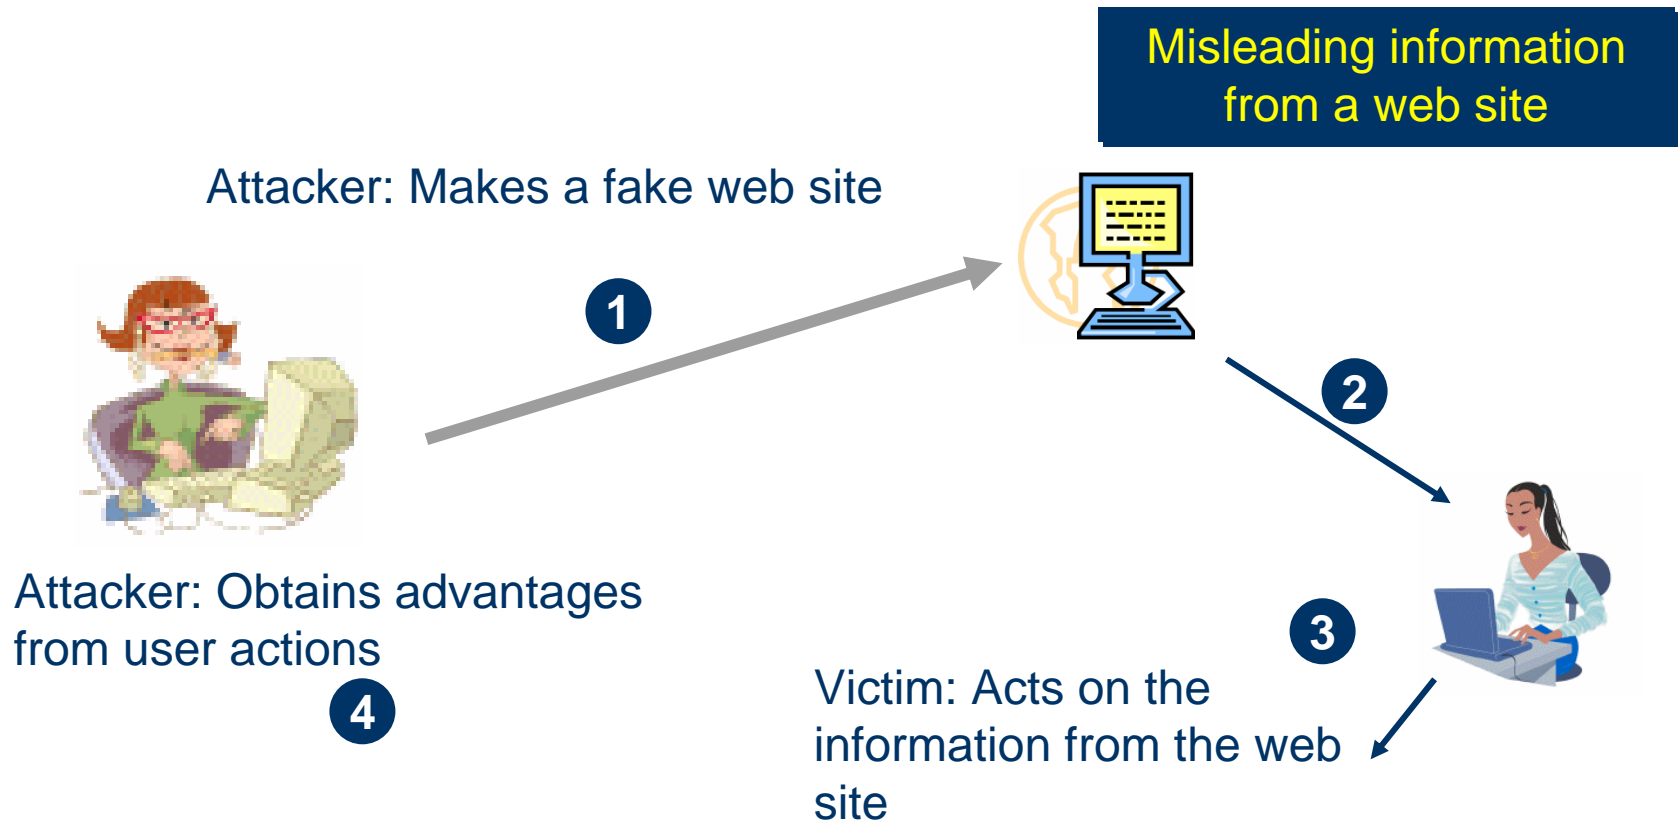 Misleading information
from a web site
Attacker: Makes a fake web site
1
2
Attacker: Obtains advantages
from user actions
4
3
Victim: Acts on the
information from the web
site